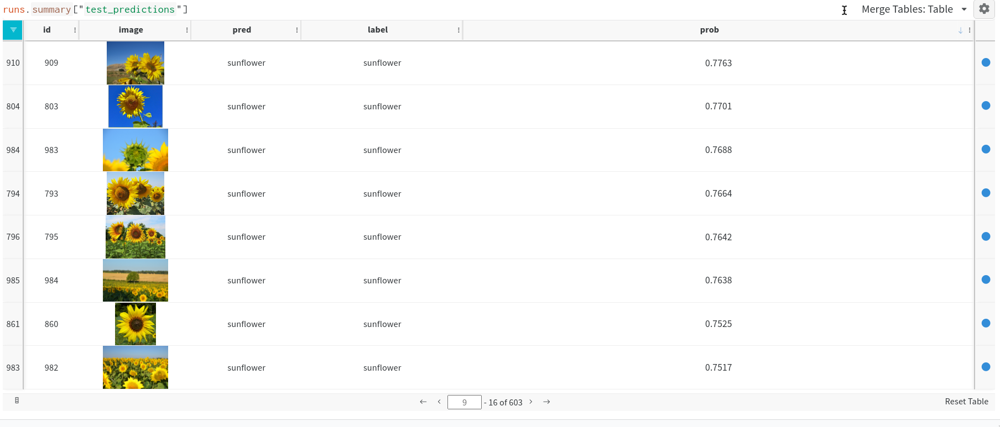 runs.summary["test_predictions"]
Merge Tables: Table
id image pred label prob
910 909 sunflower sunflower 0.7763
804 803 sunflower sunflower 0.7701
984 983 sunflower sunflower 0.7688
794 793 sunflower sunflower 0.7664
796 795 sunflower sunflower 0.7642
985 984 sunflower sunflower 0.7638
861 860 sunflower sunflower 0.7525
983 982 sunflower sunflower 0.7517
9 - 16 of 603
Reset Table